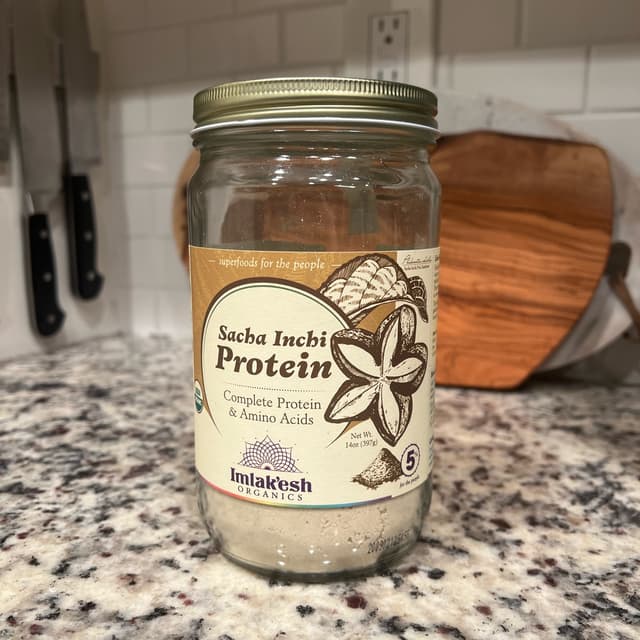 superfoods for the people
Sacha Inchi
Protein
Complete Protein
& Amino Acids
Net Wt.
14oz (397g)
5
Imlak'esh
ORGANICS